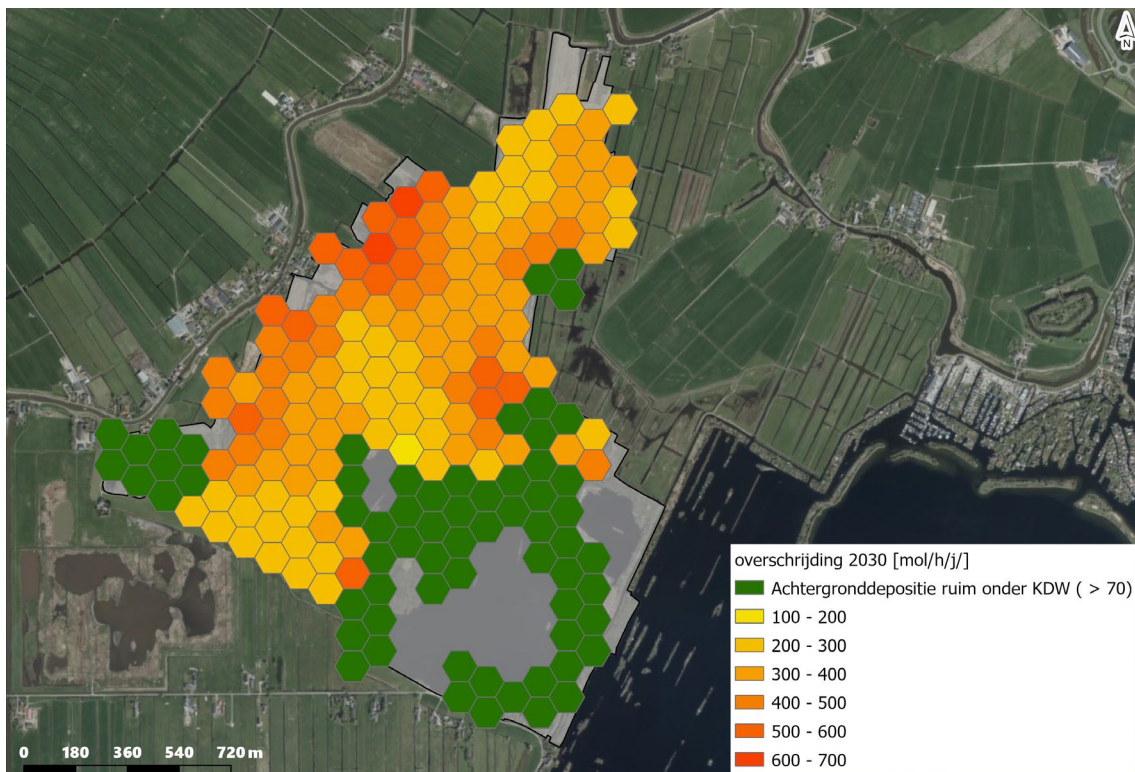 N
overschrijding 2030 [mol/h/j/]
Achtergronddepositie ruim onder KDW ( > 70)
100 - 200
200 - 300
300 - 400
400 - 500
500 - 600
600 - 700
0 180 360 540 720 m